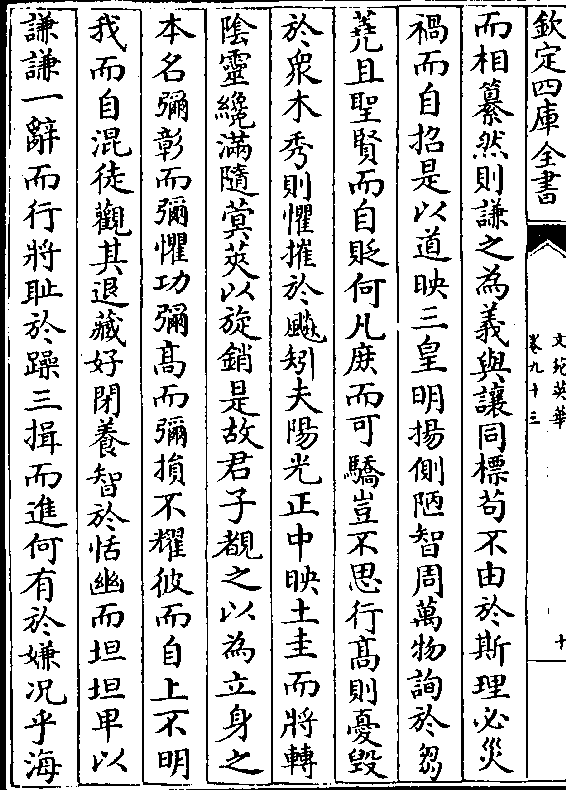 欽定四庫全書
文苑英華
卷九十三
十
而相纂然則謙之為義與讓同標苟不由於斯理必災
禍而自招是以道映三皇明揚側陋智周萬物詢於芻
蕘且聖賢而自貶何凡庶而可驕豈不思行髙則憂毀
於衆木秀則懼摧於飈矧夫陽光正中映土圭而將轉
陰靈纔滿隨蓂莢以旋銷是故君子覩之以為立身之
本名彌彰而彌懼功彌髙而彌損不耀彼而自上不明
我而自混徒觀其退藏好閉養智於恬幽而坦坦卑以
謙謙一辭而行將耻於躁三揖而進何有於嫌况乎海